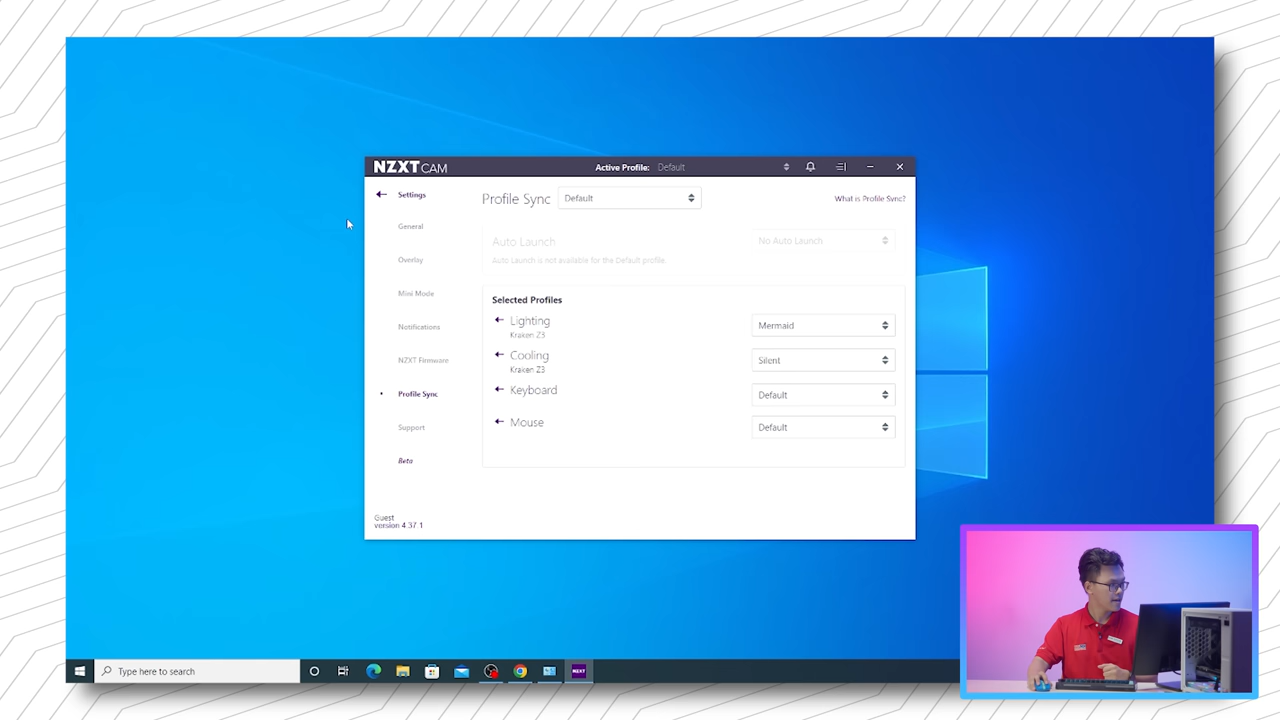 NZXT CAM
Active Profile: Default
Settings
Profile Sync
Default
What is Profile Sync?
General
Overlay
Mini Mode
Notifications
NZXT Firmware
Profile Sync
Support
Beta
Auto Launch
No Auto Launch
Auto Launch is not available for the Default profile.
Selected Profiles
Lighting
Kraken Z3
Mermaid
Cooling
Kraken Z3
Silent
Keyboard
Default
Mouse
Default
Guest
version 4.37.1
Type here to search
NZXT